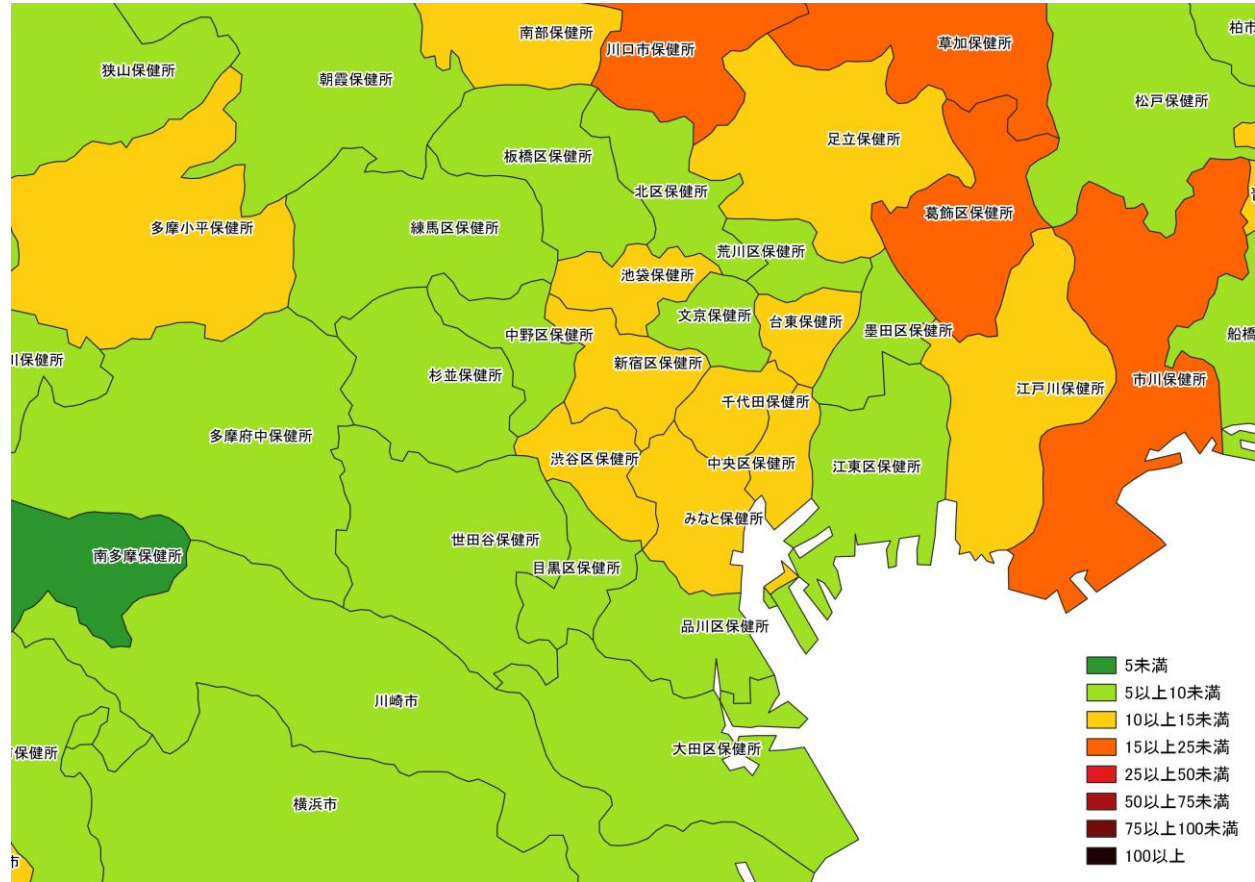 南部保健所
川口市保健所
草加保健所
柏市
狭山保健所
朝霞保健所
松戸保健所
足立保健所
板橋区保健所
北区保健所
葛飾区保健所
多摩小平保健所
練馬区保健所
荒川区保健所
池袋保健所
文京保健所
台東保健所
墨田区保健所
船橋
中野区保健所
川保健所
新宿区保健所
杉並保健所
市川保健所
江戸川保健所
千代田保健所
多摩府中保健所
渋谷区保健所
中央区保健所
江東区保健所
みなと保健所
世田谷保健所
南多摩保健所
目黒区保健所
品川区保健所
川崎市
大田区保健所
市保健所
横浜市
市
5未満
5以上10未満
10以上15未満
15以上25未満
25以上50未満
50以上75未満
75以上100未満
100以上